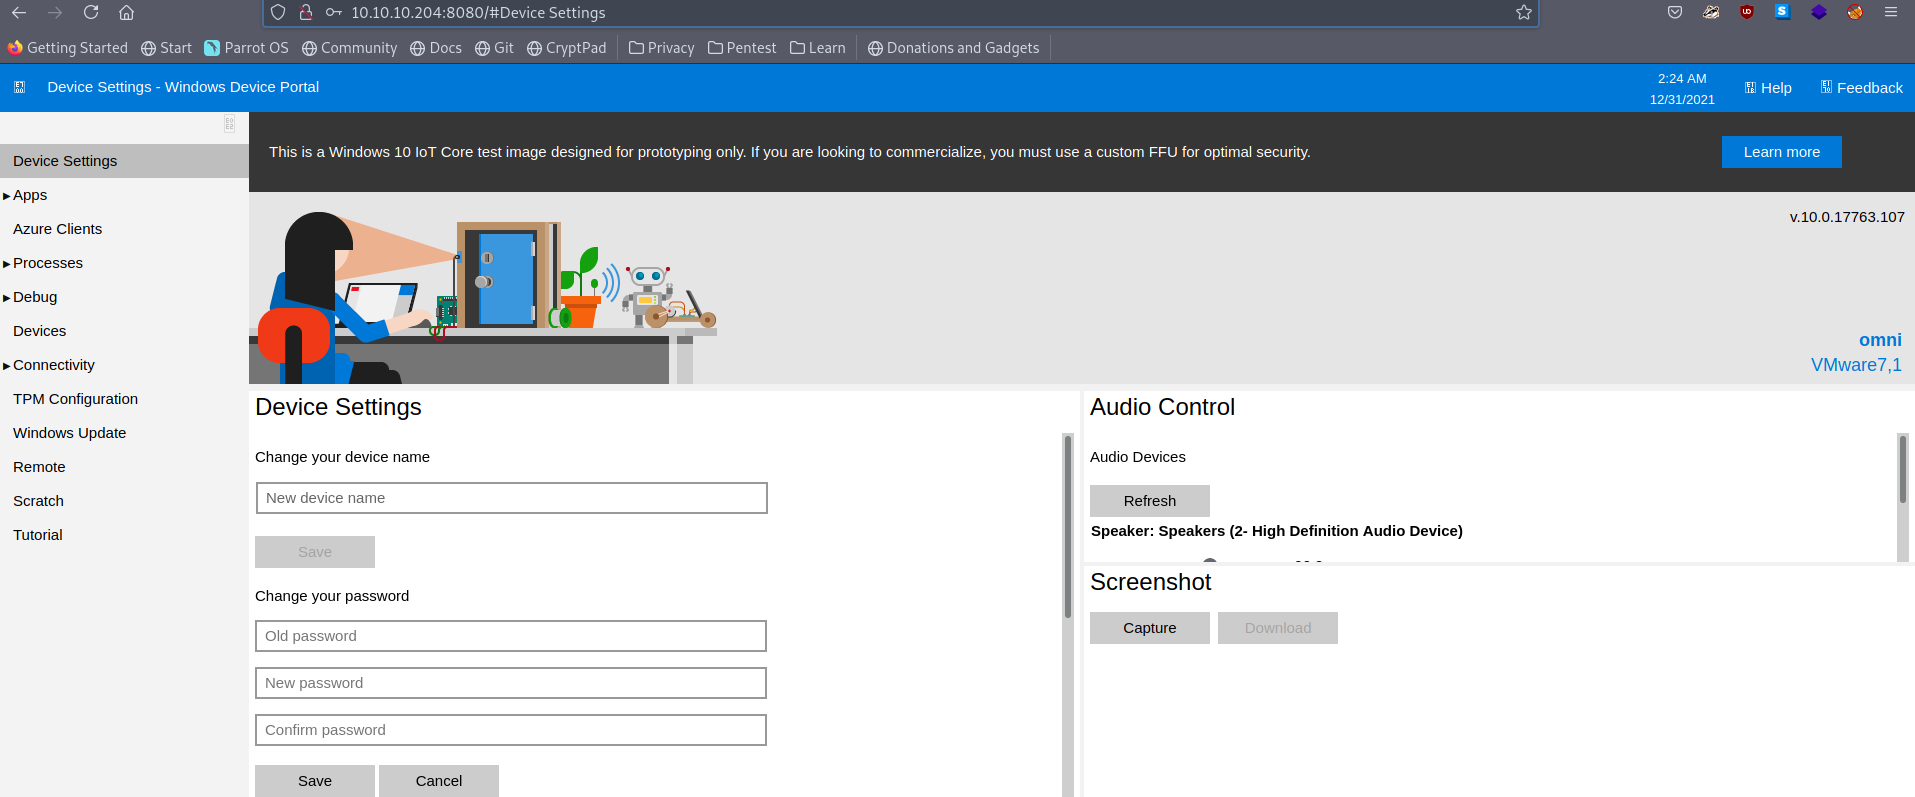 10.10.10.204:8080/#Device Settings
Getting Started Start Parrot OS Community Docs Git CryptPad Privacy Pentest Learn Donations and Gadgets
Device Settings - Windows Device Portal
2:24 AM
12/31/2021
Help
Feedback
Device Settings
Apps
Azure Clients
Processes
Debug
Devices
Connectivity
TPM Configuration
Windows Update
Remote
Scratch
Tutorial
This is a Windows 10 IoT Core test image designed for prototyping only. If you are looking to commercialize, you must use a custom FFU for optimal security.
Learn more
v.10.0.17763.107
omni
VMware7,1
Device Settings
Change your device name
New device name
Save
Change your password
Old password
New password
Confirm password
Save Cancel
Audio Control
Audio Devices
Refresh
Speaker: Speakers (2- High Definition Audio Device)
Screenshot
Capture Download